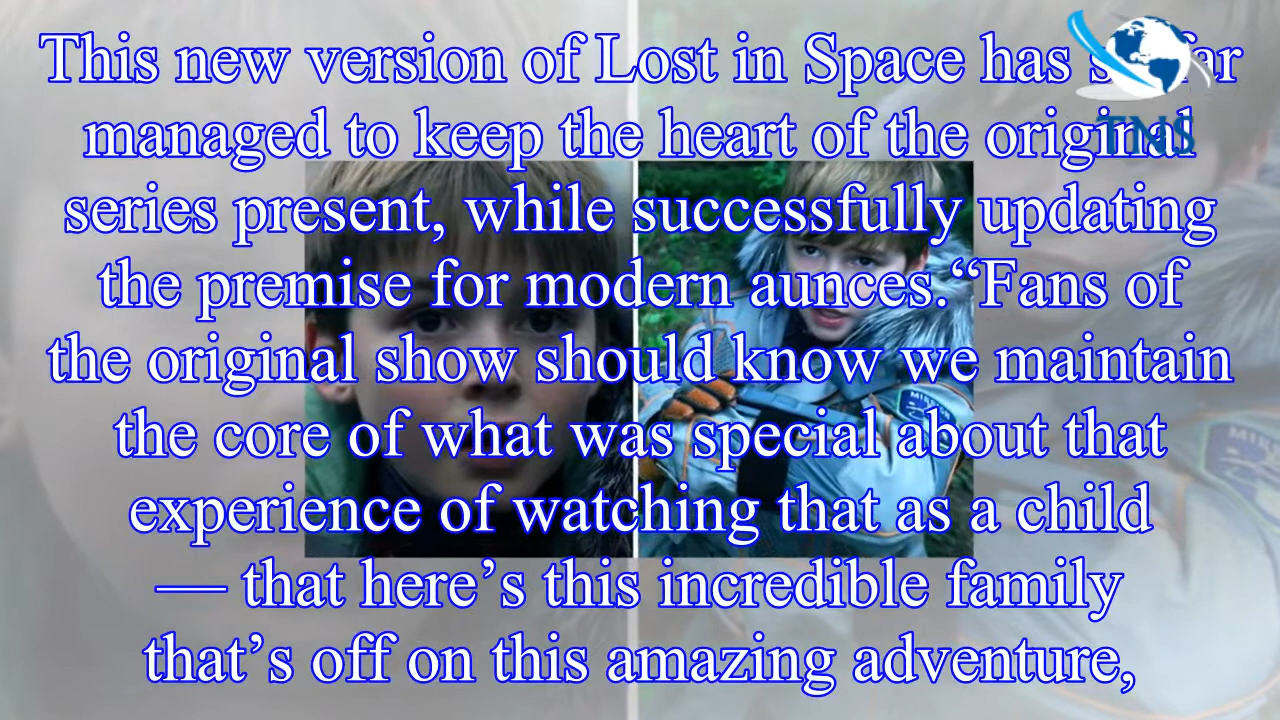 This new version of Lost in Space has so far
managed to keep the heart of the original
series present, while successfully updating
the premise for modern aunces.“Fans of
the original show should know we maintain
the core of what was special about that
experience of watching that as a child
— that here’s this incredible family
that’s off on this amazing adventure,
TNS